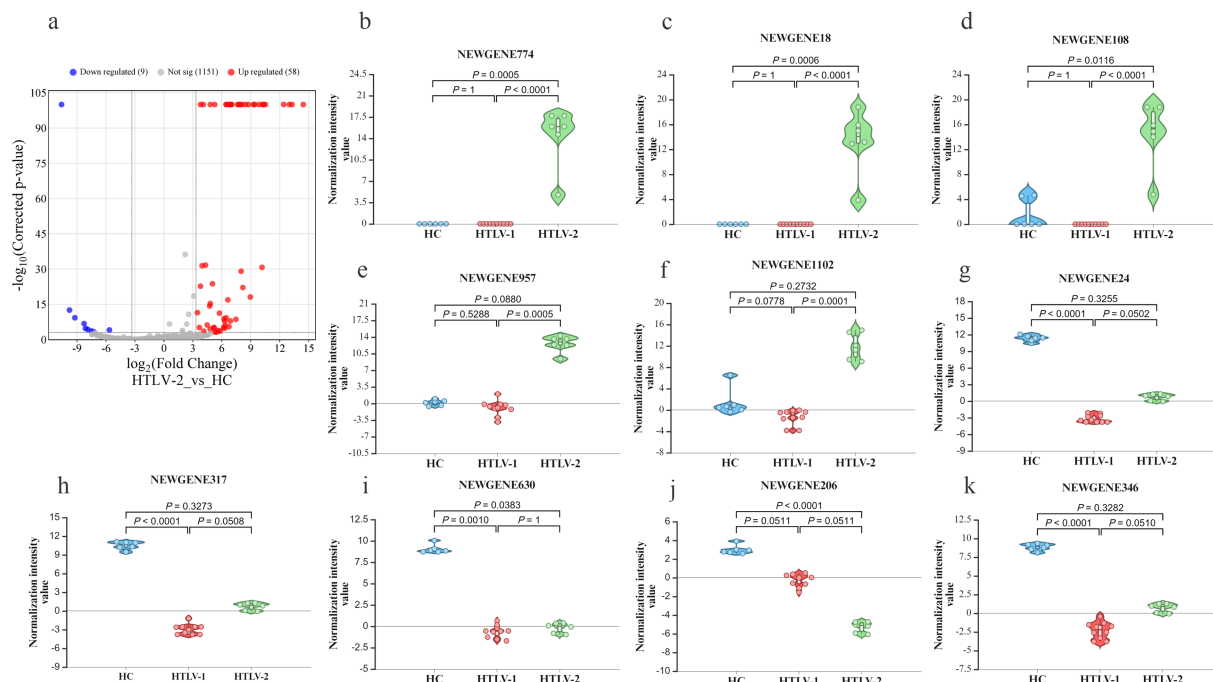 a
Down regulated (9) Not sig (1151) Up regulated (58)
105
90
75
60
45
30
15
0
-log10(Corrected p-value)
-9 -6 -3 0 3 6 9 12 15
log2(Fold Change)
HTLV-2_vs_HC
b
NEWGENE774
P = 0.0005
P = 1 P < 0.0001
24.5
21
17.5
14
10.5
7
3.5
0
Normalization intensity
value
HC HTLV-1 HTLV-2
c
NEWGENE18
P = 0.0006
P = 1 P < 0.0001
24
20
16
12
8
4
0
Normalization intensity
value
HC HTLV-1 HTLV-2
d
NEWGENE108
P = 0.0116
P = 1 P < 0.0001
24
20
16
12
8
4
0
Normalization intensity
value
HC HTLV-1 HTLV-2
e
NEWGENE957
P = 0.0880
P = 0.5288 P = 0.0005
21
17.5
14
10.5
7
3.5
0
-3.5
-7
-10.5
Normalization intensity
value
HC HTLV-1 HTLV-2
f
NEWGENE1102
P = 0.2732
P = 0.0778 P = 0.0001
20
16
12
8
4
0
-4
-8
Normalization intensity
value
HC HTLV-1 HTLV-2
g
NEWGENE24
P = 0.3255
P < 0.0001 P = 0.0502
18
15
12
9
6
3
0
-3
-6
-9
Normalization intensity
value
HC HTLV-1 HTLV-2
h
NEWGENE317
P = 0.3273
P < 0.0001 P = 0.0508
15
12
9
6
3
0
-3
-6
-9
Normalization intensity
value
HC HTLV-1 HTLV-2
i
NEWGENE630
P = 0.0383
P = 0.0010 P = 1
12.5
10
7.5
5
2.5
0
-2.5
-5
Normalization intensity
value
HC HTLV-1 HTLV-2
j
NEWGENE206
P < 0.0001
P = 0.0511 P = 0.0511
6
4
2
0
-2
-4
-6
-8
-10
Normalization intensity
value
HC HTLV-1 HTLV-2
k
NEWGENE346
P = 0.3282
P < 0.0001 P = 0.0510
12.5
10
7.5
5
2.5
0
-2.5
-5
-7.5
Normalization intensity
value
HC HTLV-1 HTLV-2